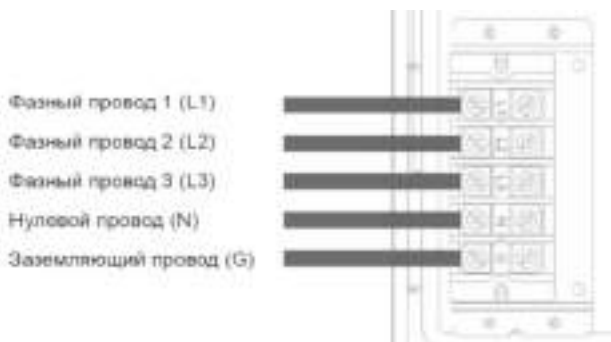 Фазный провод 1 (L1)
Фазный провод 2 (L2)
Фазный провод 3 (L3)
Нулевой провод (N)
Заземляющий провод (G)